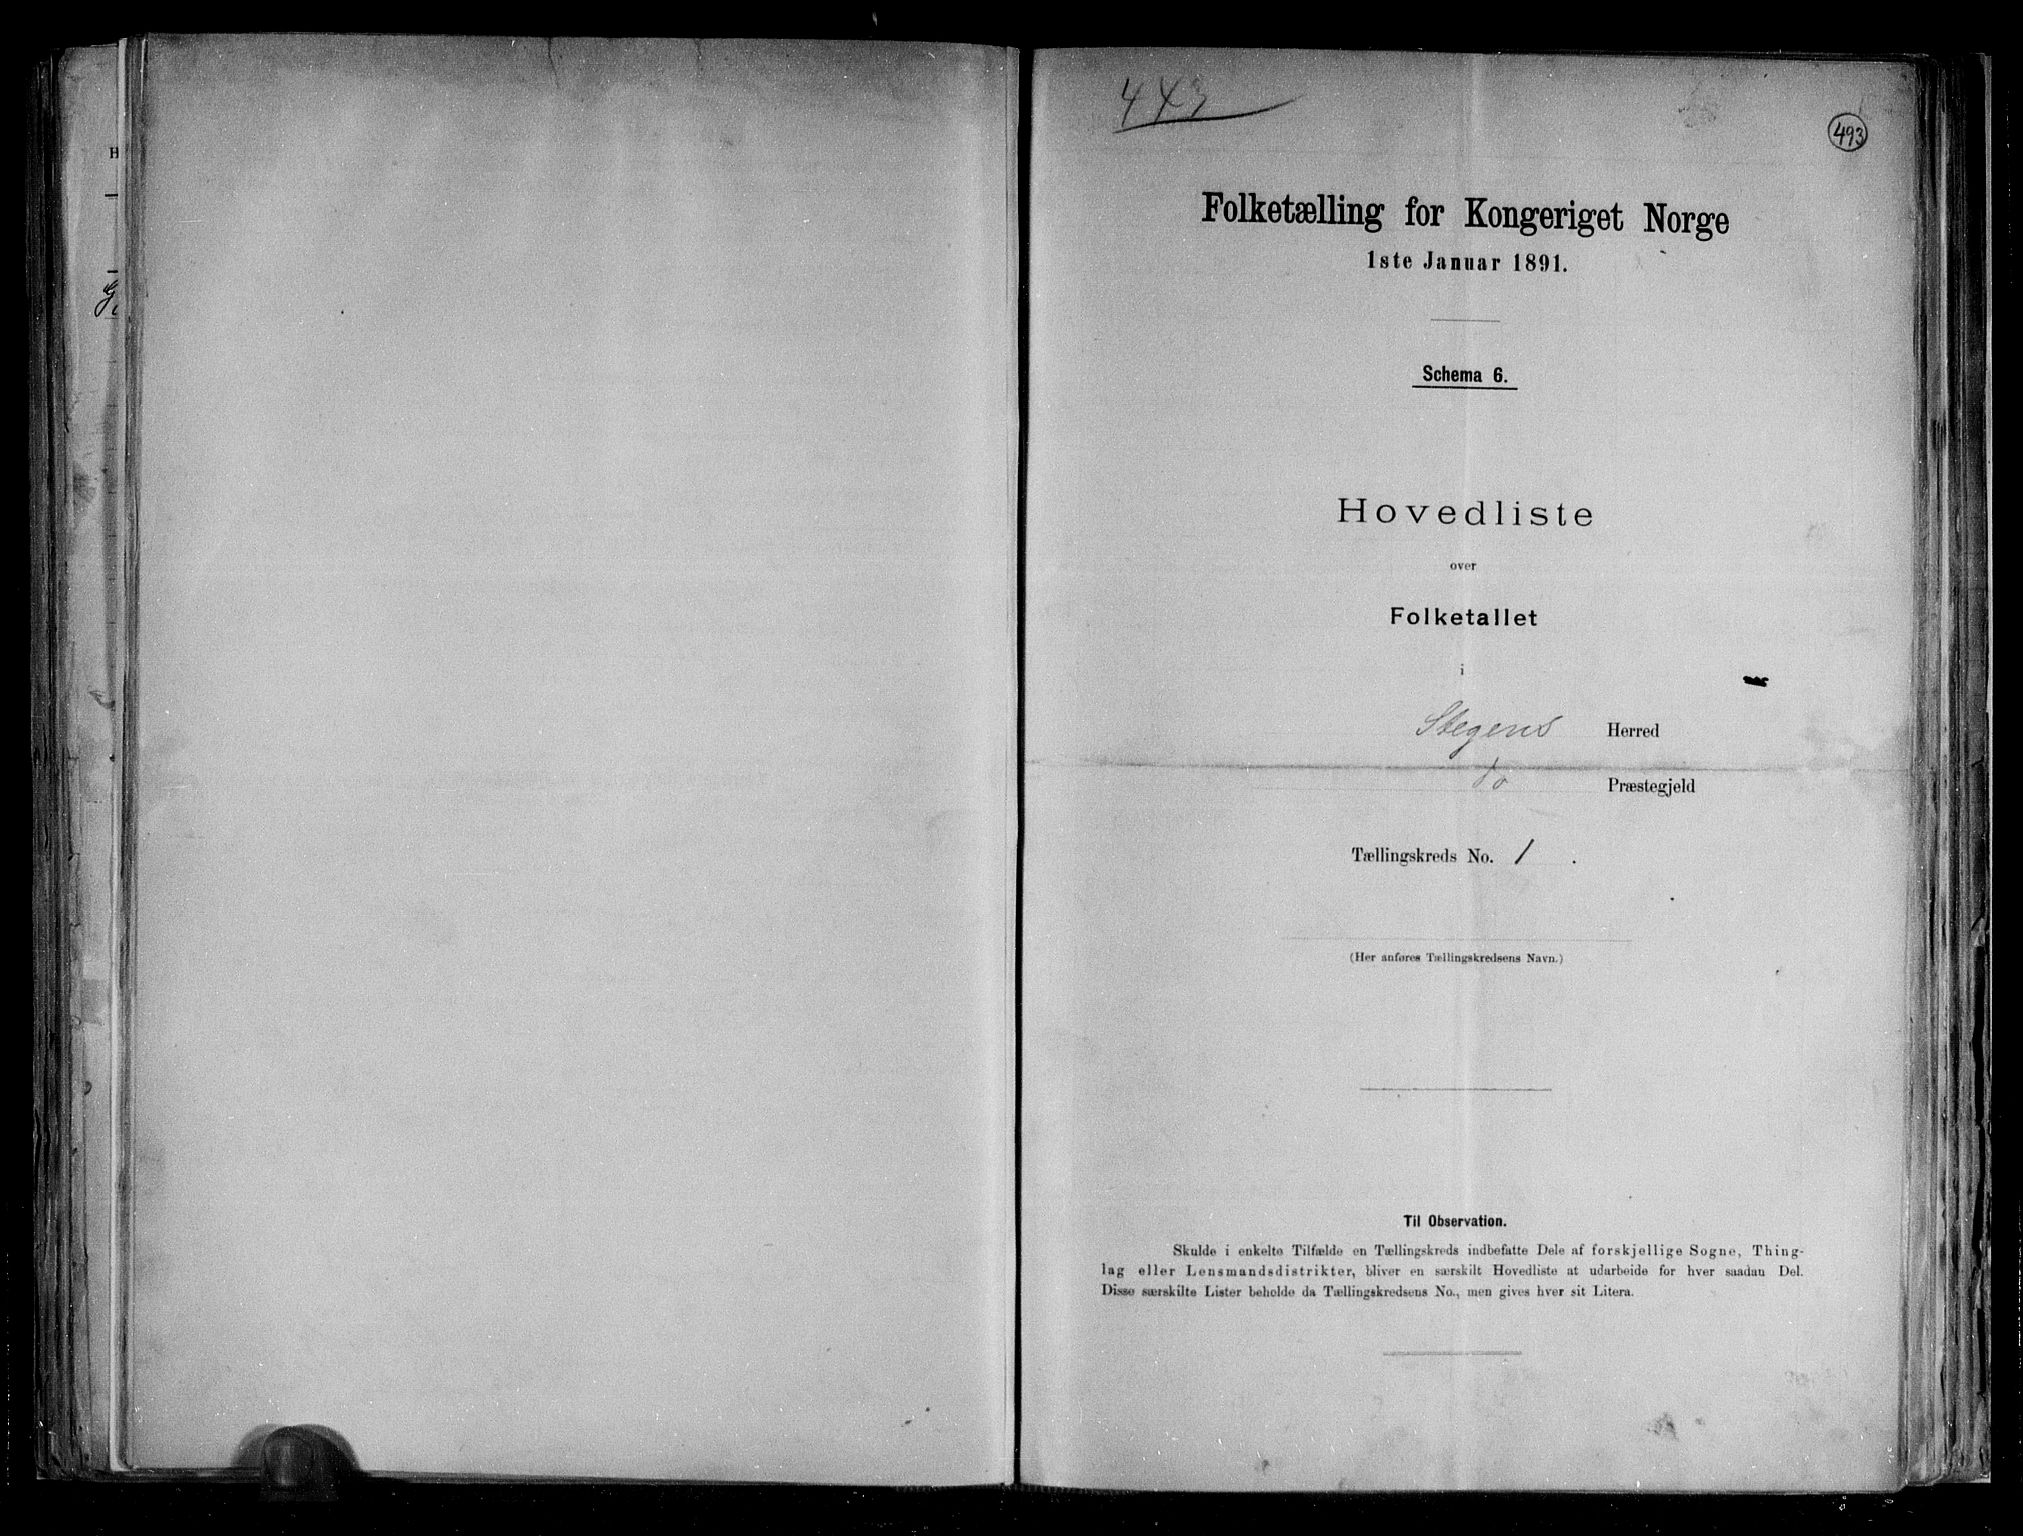 443
493
Folketælling for Kongeriget Norge
1ste Januar 1891.
Schema 6.
Hovedliste
over
Folketallet
i
Stegens Herred
do Præstegjeld
Tællingskreds No. 1.
(Her anføres Tællingskredsens Navn.)
Til Observation.
Skulde i enkelte Tilfælde en Tællingskreds indbefatte Dele af forskjellige Sogne, Thing-
lag eller Lensmandsdistrikter, bliver en særskilt Hovedliste at udarbeide for hver saadan Del.
Disse særskilte Lister beholde da Tællingskredsens No., men gives hver sit Litera.